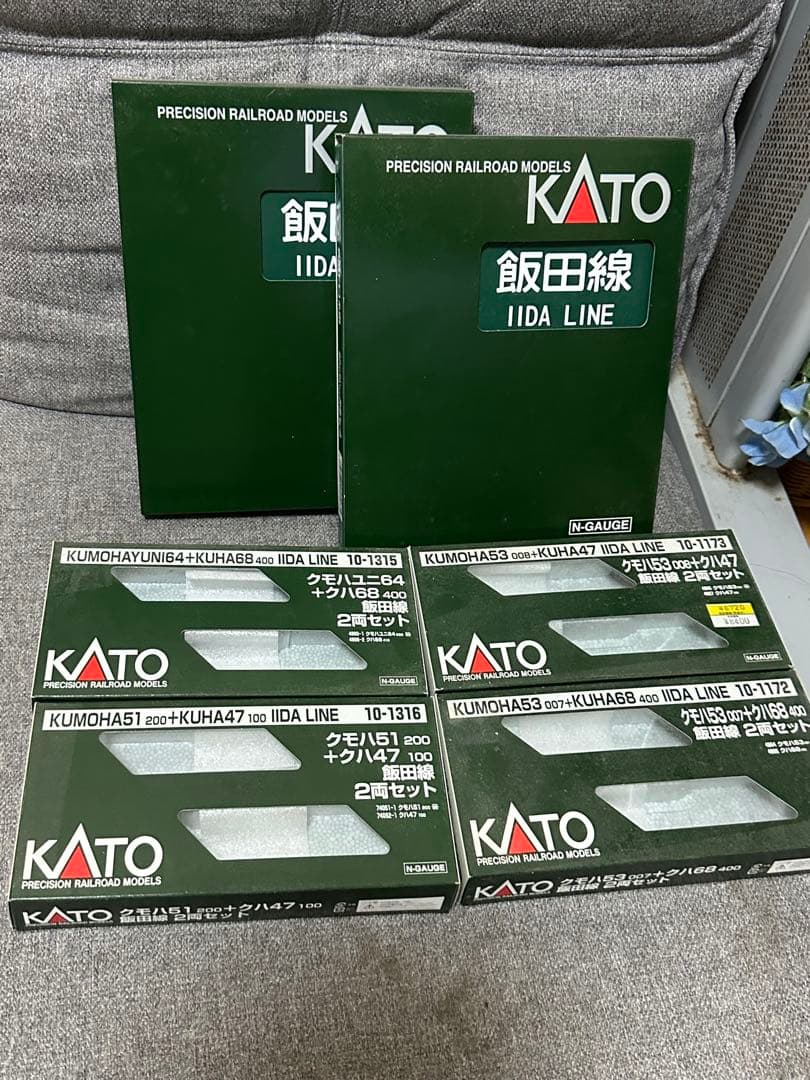 PRECISION RAILROAD MODELS
KATO
飯田
IIDA
PRECISION RAILROAD MODELS
KATO
飯田線
IIDA LINE
N-GAUGE
KUMOHAYUNI64+KUHA68 400 IIDA LINE 10-1315
クモハユニ64
+クハ68 400
飯田線
2両セット
KATO
PRECISION RAILROAD MODELS
N-GAUGE
KUMOHA53 008+KUHA47 IIDA LINE 10-1173
クモハ53 008+クハ47
飯田線 2両セット
¥6720
¥8400
KATO
PRECISION RAILROAD MODELS
N-GAUGE
KUMOHA51 200+KUHA47 100 IIDA LINE 10-1316
クモハ51 200
+クハ47 100
飯田線
2両セット
KATO
PRECISION RAILROAD MODELS
N-GAUGE
KATO クモハ51 200+クハ47 100
飯田線 2両セット
KUMOHA53 007+KUHA68 400 IIDA LINE 10-1172
クモハ53 007+クハ68 400
飯田線 2両セット
KATO
PRECISION RAILROAD MODELS
KATO クモハ53 007+クハ68 400
飯田線 2両セット